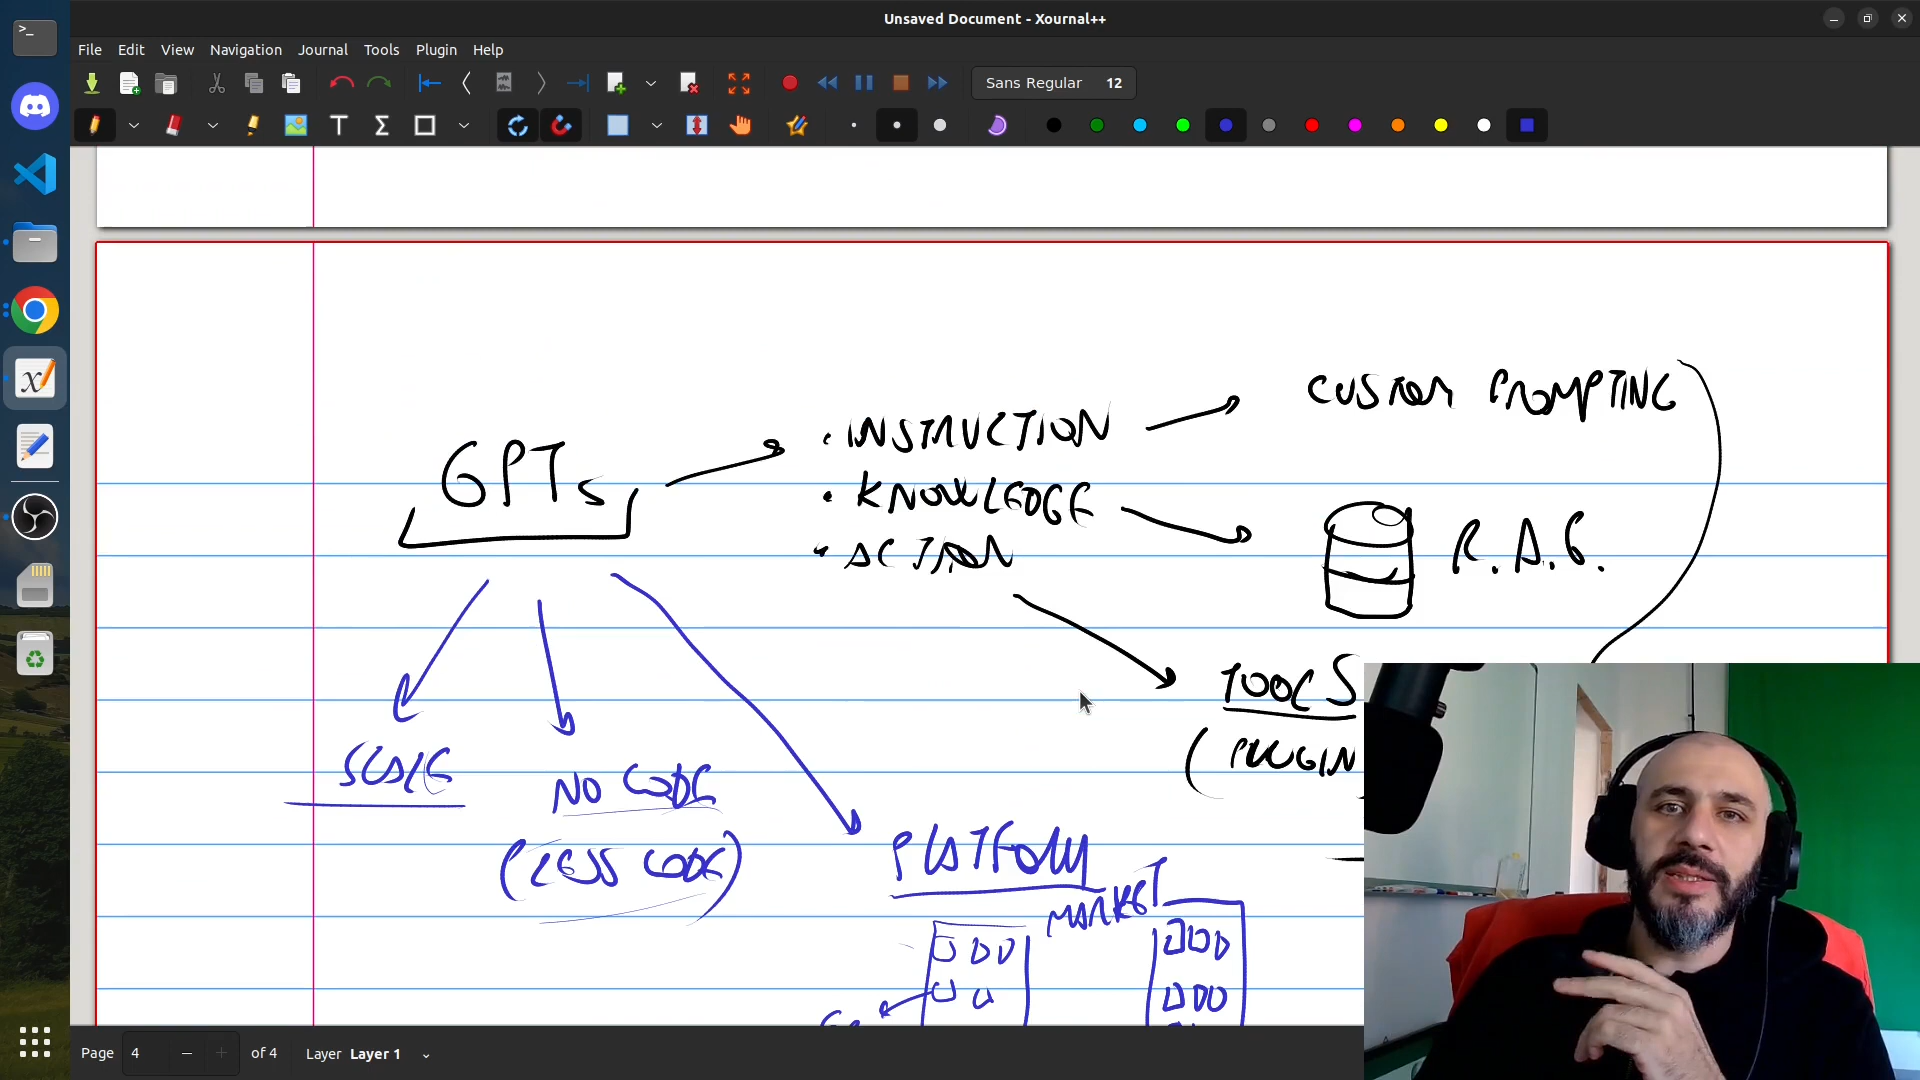 Unsaved Document - Xournal++
File Edit View Navigation Journal Tools Plugin Help
Sans Regular 12
CUSTOM PROMPTING
GPTs
• INSTRUCTION
• KNOWLEDGE
• ACTION
R.A.G.
TOOLS
(PLUGIN
SCALE
NO CODE
(LESS CODE)
PLATFORM
MARKET
Page 4 of 4 Layer Layer 1